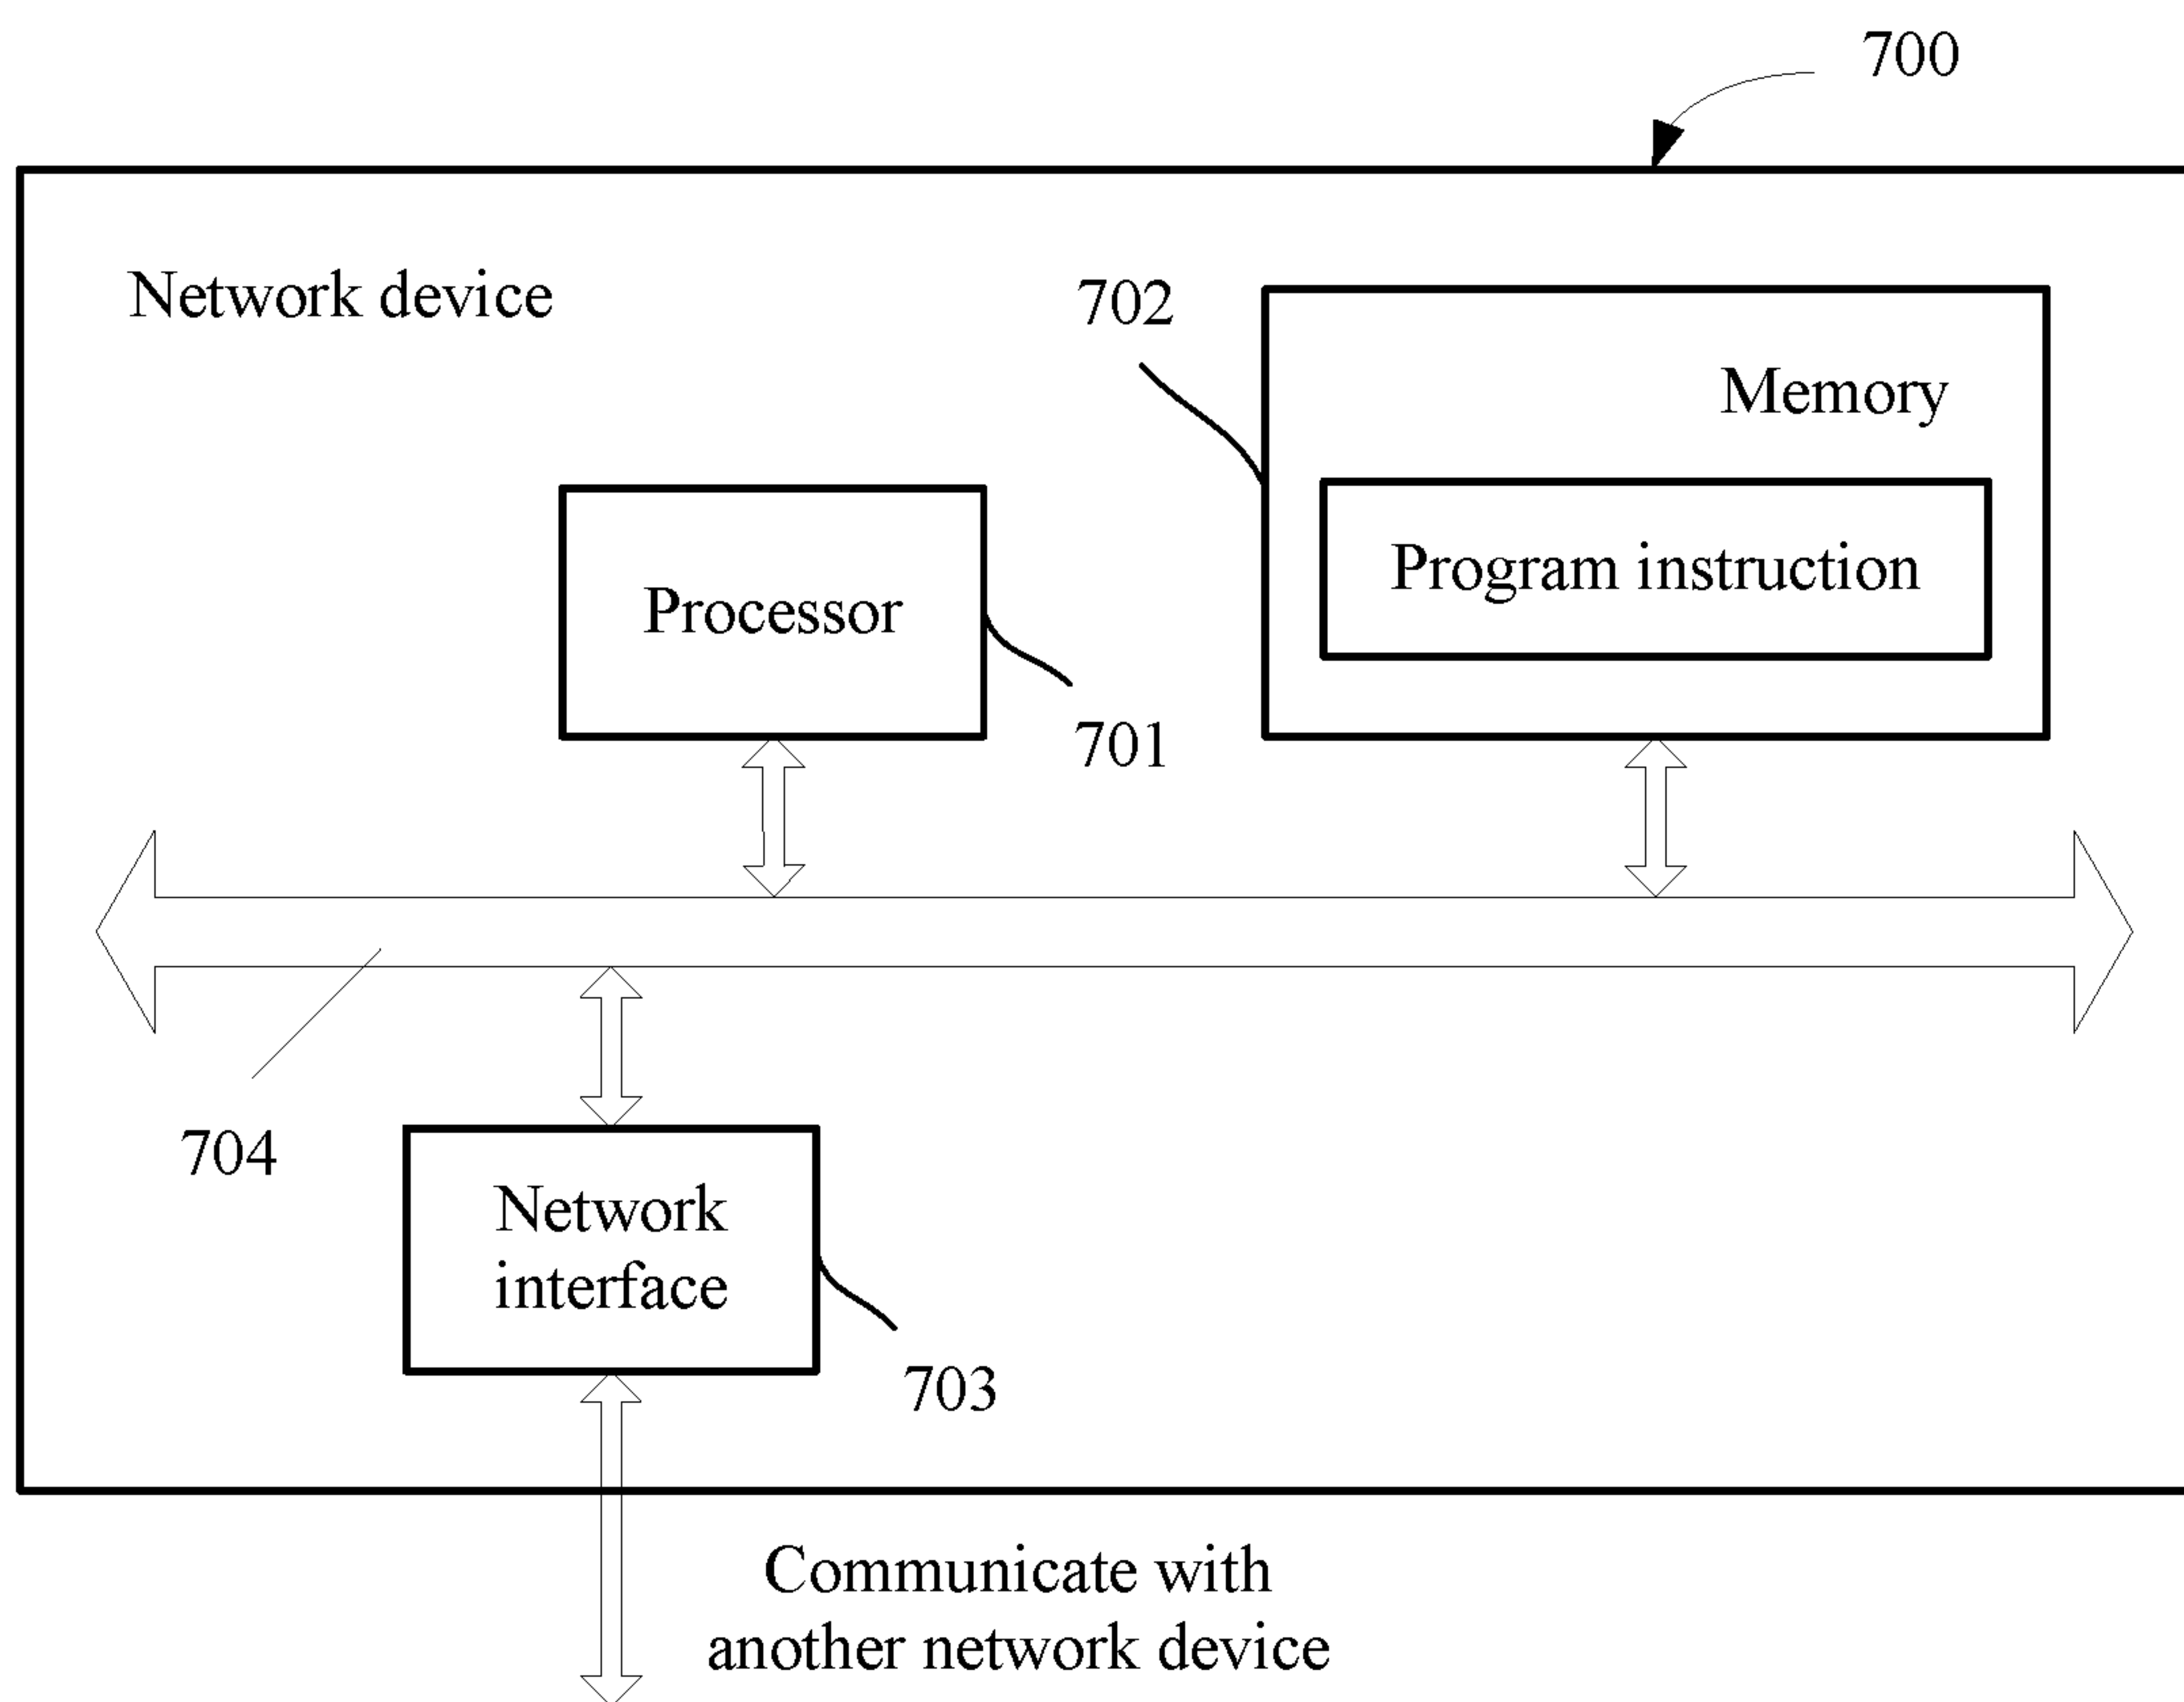 700
Network device
702
Memory
Program instruction
Processor
701
704
Network
interface
703
Communicate with
another network device